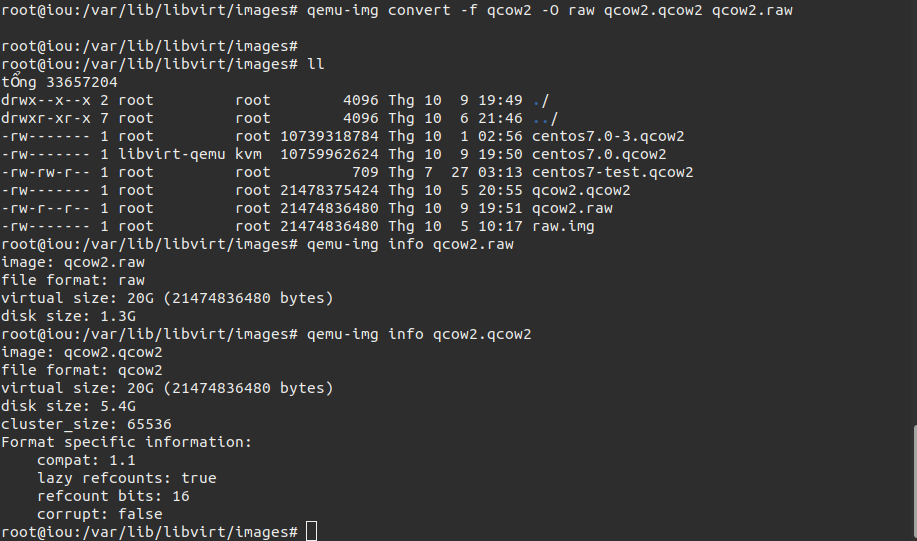 root@iou:/var/lib/libvirt/images# qemu-img convert -f qcow2 -O raw qcow2.qcow2 qcow2.raw
root@iou:/var/lib/libvirt/images#
root@iou:/var/lib/libvirt/images# ll
tổng 33657204
drwx--x--x 2 root         root        4096 Thg 10  9 19:49 ./
drwxr-xr-x 7 root         root        4096 Thg 10  6 21:46 ../
-rw------- 1 root         root 10739318784 Thg 10  1 02:56 centos7.0-3.qcow2
-rw------- 1 libvirt-qemu kvm  10759962624 Thg 10  9 19:50 centos7.0.qcow2
-rw-rw-r-- 1 root         root         709 Thg 7  27 03:13 centos7-test.qcow2
-rw------- 1 root         root 21478375424 Thg 10  5 20:55 qcow2.qcow2
-rw-r--r-- 1 root         root 21474836480 Thg 10  9 19:51 qcow2.raw
-rw------- 1 root         root 21474836480 Thg 10  5 10:17 raw.img
root@iou:/var/lib/libvirt/images# qemu-img info qcow2.raw
image: qcow2.raw
file format: raw
virtual size: 20G (21474836480 bytes)
disk size: 1.3G
root@iou:/var/lib/libvirt/images# qemu-img info qcow2.qcow2
image: qcow2.qcow2
file format: qcow2
virtual size: 20G (21474836480 bytes)
disk size: 5.4G
cluster_size: 65536
Format specific information:
    compat: 1.1
    lazy refcounts: true
    refcount bits: 16
    corrupt: false
root@iou:/var/lib/libvirt/images#